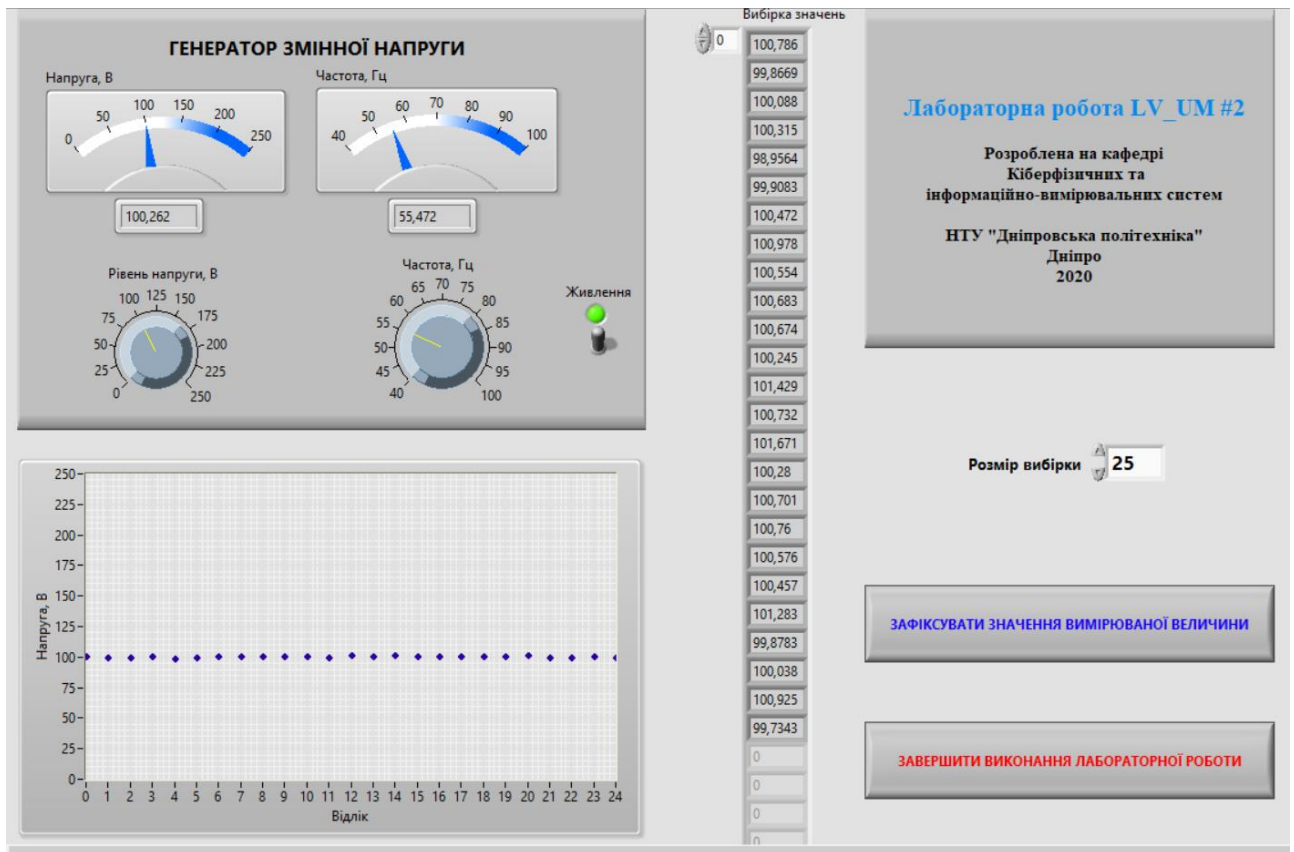 ГЕНЕРАТОР ЗМІННОЇ НАПРУГИ
Напруга, В
0 50 100 150 200 250
100,262
Частота, Гц
40 50 60 70 80 90 100
55,472
Рівень напруги, В
0 25 50 75 100 125 150 175 200 225 250
Частота, Гц
40 45 50 55 60 65 70 75 80 85 90 95 100
Живлення
Напруга, В
250
225
200
175
150
125
100
75
50
25
0
0 1 2 3 4 5 6 7 8 9 10 11 12 13 14 15 16 17 18 19 20 21 22 23 24
Відлік
Вибірка значень
0
100,786
99,8669
100,088
100,315
98,9564
99,9083
100,472
100,978
100,554
100,683
100,674
100,245
101,429
100,732
101,671
100,28
100,701
100,76
100,576
100,457
101,283
99,8783
100,038
100,925
99,7343
0
0
0
0
Лабораторна робота LV_UM #2
Розроблена на кафедрі
Кіберфізичних та
інформаційно-вимірювальних систем
НТУ "Дніпровська політехніка"
Дніпро
2020
Розмір вибірки 25
ЗАФІКСУВАТИ ЗНАЧЕННЯ ВИМІРЮВАНОЇ ВЕЛИЧИНИ
ЗАВЕРШИТИ ВИКОНАННЯ ЛАБОРАТОРНОЇ РОБОТИ